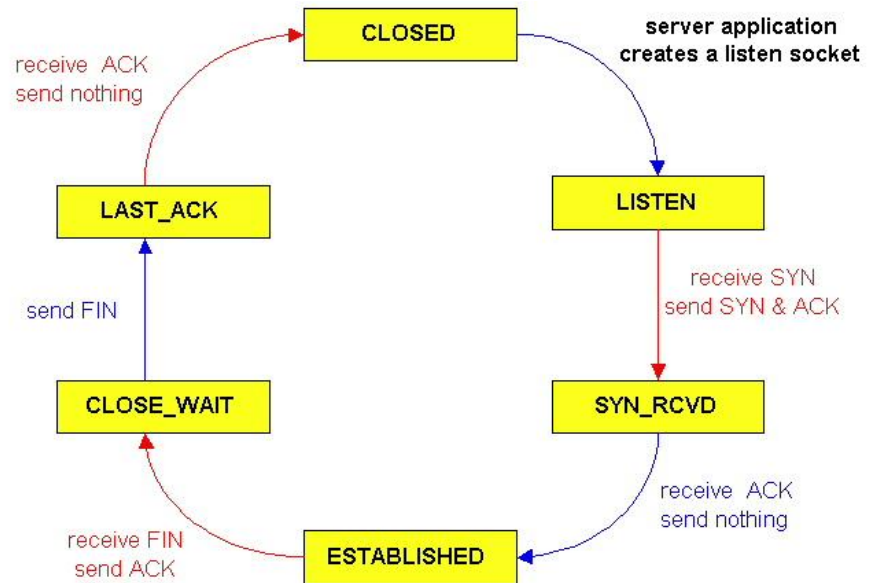 CLOSED
server application
creates a listen socket
receive ACK
send nothing
LAST_ACK
LISTEN
receive SYN
send SYN & ACK
send FIN
CLOSE_WAIT
SYN_RCVD
receive ACK
send nothing
receive FIN
send ACK
ESTABLISHED